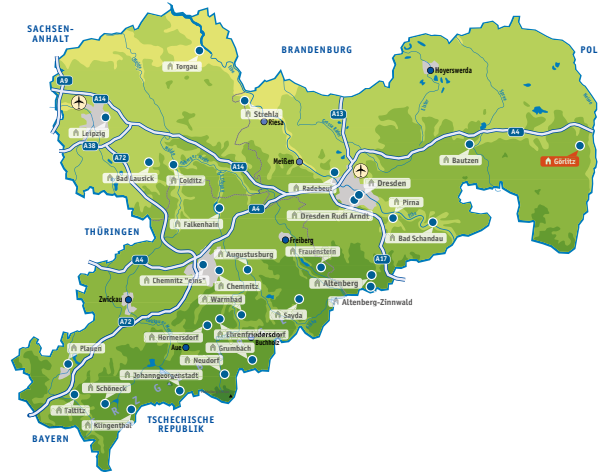 SACHSEN-
ANHALT
BRANDENBURG
POL
Torgau
Hoyerswerda
A9
A14
Strehla
Riesa
A13
Leipzig
A4
A38
A72
Bautzen
Görlitz
Meißen
A14
Bad Lausick
Colditz
Radebeul
Dresden
Pirna
A4
Dresden Rudi Arndt
Falkenhain
THÜRINGEN
Freiberg
Bad Schandau
Augustusburg
Frauenstein
A17
A4
Chemnitz "eins"
Chemnitz
Altenberg
Zwickau
Warmbad
Altenberg-Zinnwald
Sayda
A72
Hormersdorf
Ehrenfriedersdorf
Buchholz
Aue
Grumbach
Plauen
Neudorf
Johanngeorgenstadt
Schöneck
Taltitz
Klingenthal
TSCHECHISCHE
REPUBLIK
BAYERN